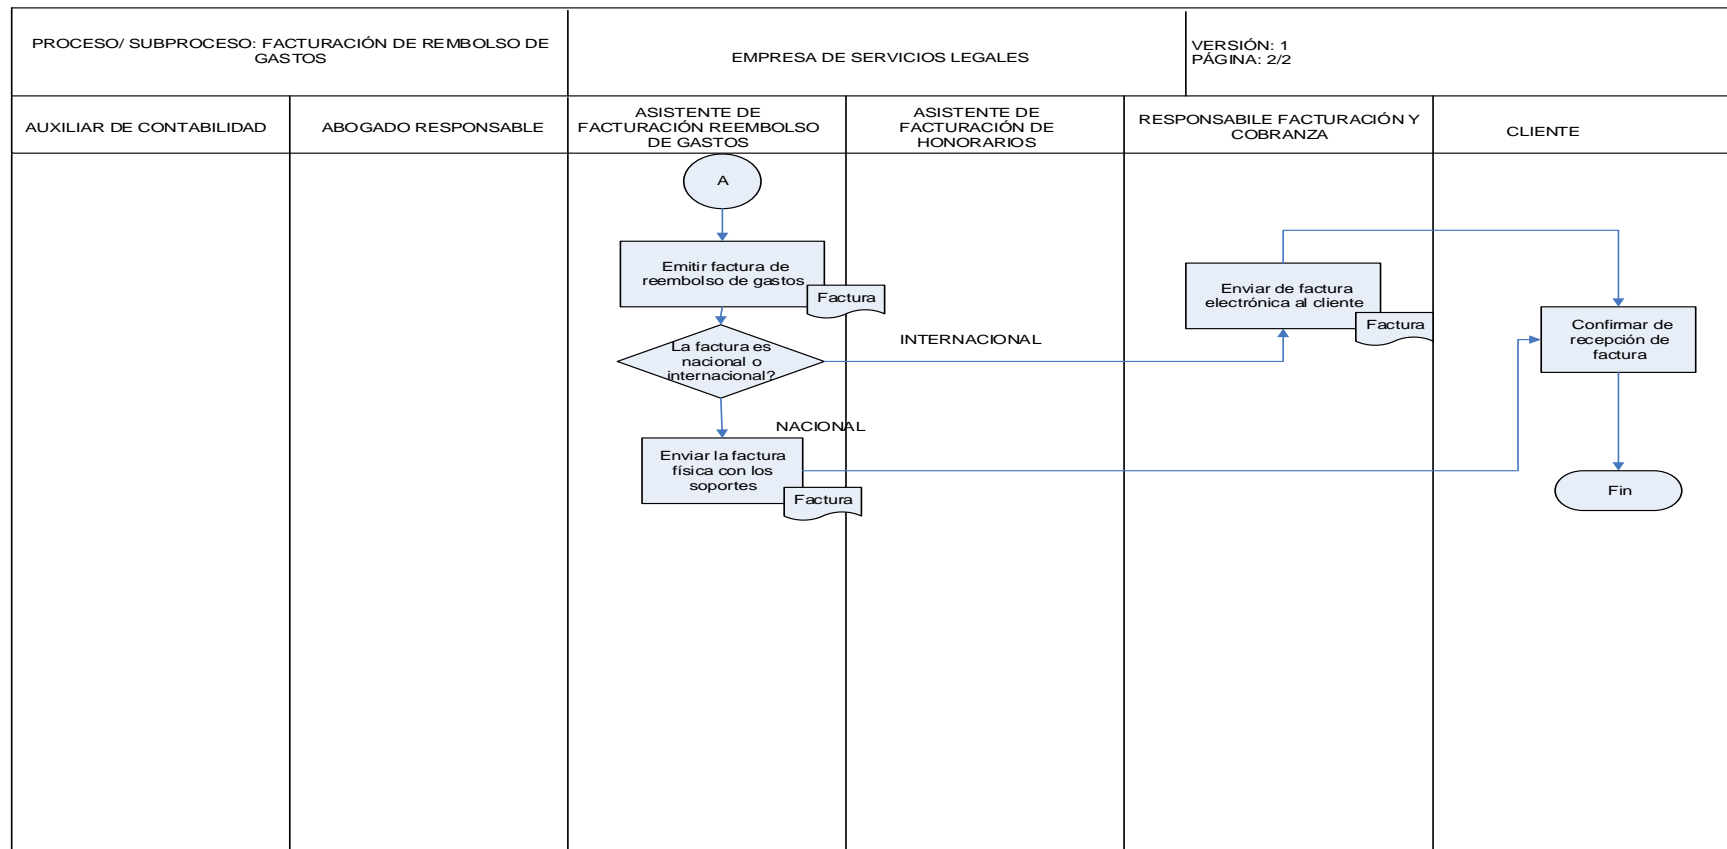 PROCESO/ SUBPROCESO: FACTURACIÓN DE REMBOLSO DE
GASTOS
EMPRESA DE SERVICIOS LEGALES
VERSIÓN: 1
PÁGINA: 2/2
AUXILIAR DE CONTABILIDAD
ABOGADO RESPONSABLE
ASISTENTE DE
FACTURACIÓN REEMBOLSO
DE GASTOS
ASISTENTE DE
FACTURACIÓN DE
HONORARIOS
RESPONSABILE FACTURACIÓN Y
COBRANZA
CLIENTE
A
Emitir factura de
reembolso de gastos
Factura
La factura es
nacional o
internacional?
INTERNACIONAL
NACIONAL
Enviar la factura
física con los
soportes
Factura
Enviar de factura
electrónica al cliente
Factura
Confirmar de
recepción de
factura
Fin